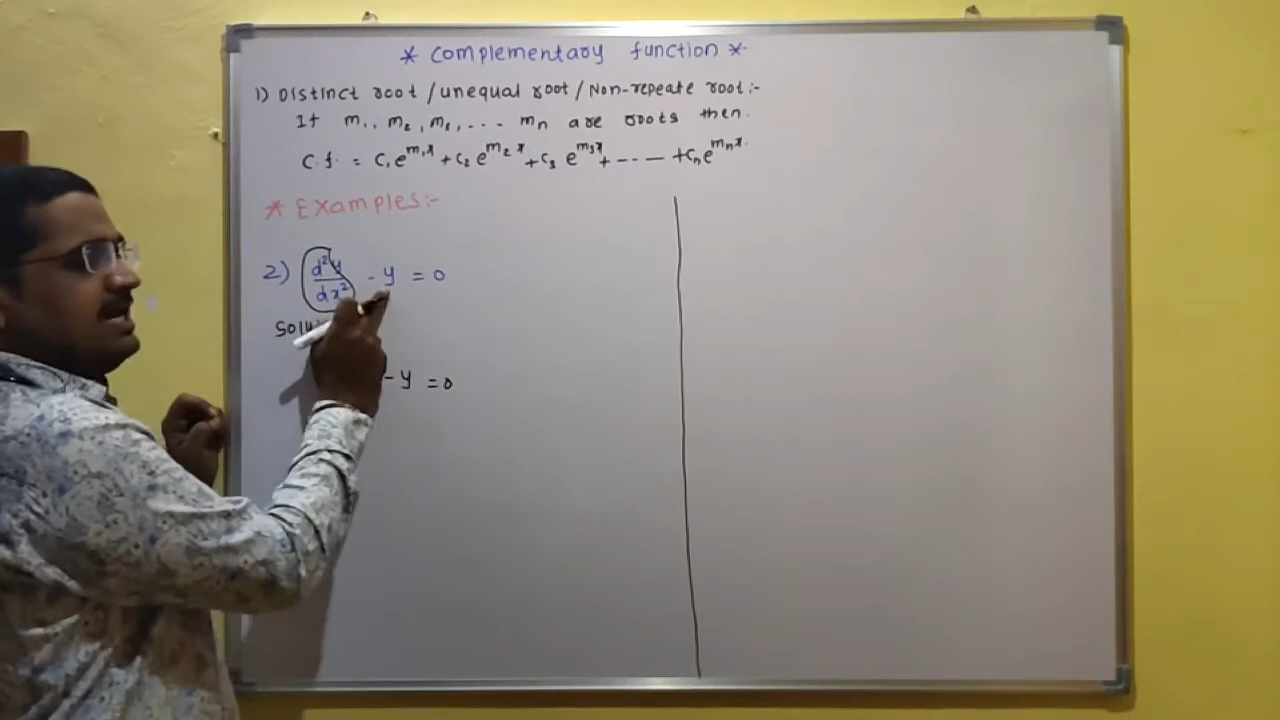 * Complementary function *
1) Distinct root / unequal root / Non-repeate root :-
If m₁, m₂, m₃, ... mₙ are roots then.
C.f. = C₁e^m₁x + C₂e^m₂x + C₃e^m₃x + ---- — + Cₙe^mₙx.
* Examples :-
2) d²y/dx² - y = 0
- y = 0